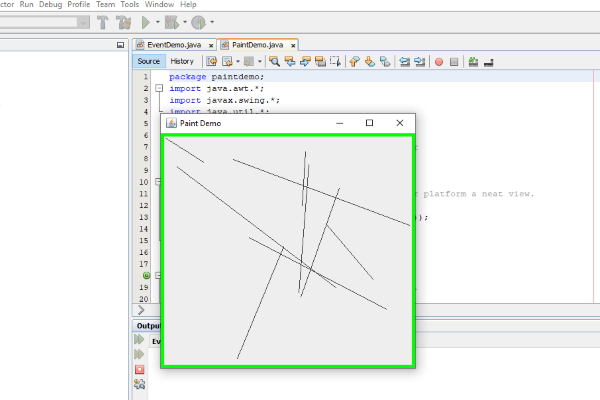 ctor Run Debug Profile Team Tools Window Help
EventDemo.java PaintDemo.java
Source History
1 package paintdemo;
2 import java.awt.*;
3 import javax.swing.*;
4 import java.util.*;
5
Paint Demo
6
7
8
9
10
11 platform a neat view.
12
13 );
14
15
16
17
19
20
Outpu
Ev